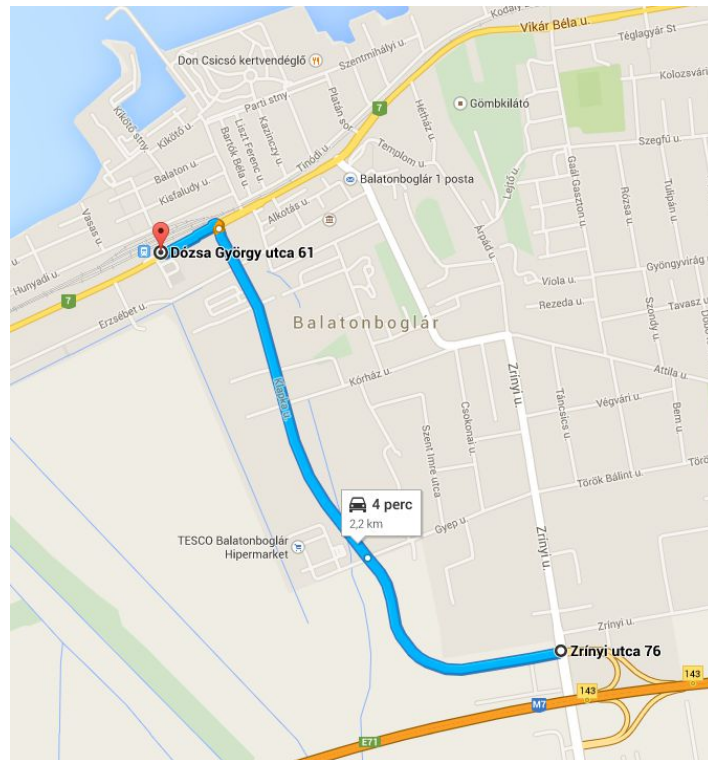 Kodály
Vikár Béla u.
Téglagyár St
Don Csicsó kertvendéglő
Szentmihályi u.
Kolozsvári
Parti stny
Platán sor
Hétház u.
Gömbkilátó
7
Kikötő stny
Kikötő u.
Bartók Béla u.
Liszt Ferenc u.
Kazinczy u.
Tinódi u.
Templom u.
Szegfű u.
Lejtő u.
Gaál Gaszton u.
Rózsa u.
Tulipán u.
Balaton u.
Kisfaludy u.
Balatonboglár 1 posta
Vasas u.
Alkotás u.
Árpád u.
Dózsa György utca 61
Hunyadi u.
Viola u.
Gyöngyvirág u.
7
Erzsébet u.
Rezeda u.
Szondy u.
Tavasz u.
Balatonboglár
Kórház u.
Klapka u.
Zrínyi u.
Attila u.
Csokonai u.
Táncsics u.
Végvári u.
Bem u.
Szent Imre utca
Török Bálint u.
4 perc
2,2 km
Gyep u.
TESCO Balatonboglár
Hipermarket
Zrínyi u.
Zrínyi u.
Zrínyi utca 76
143
143
M7
E71